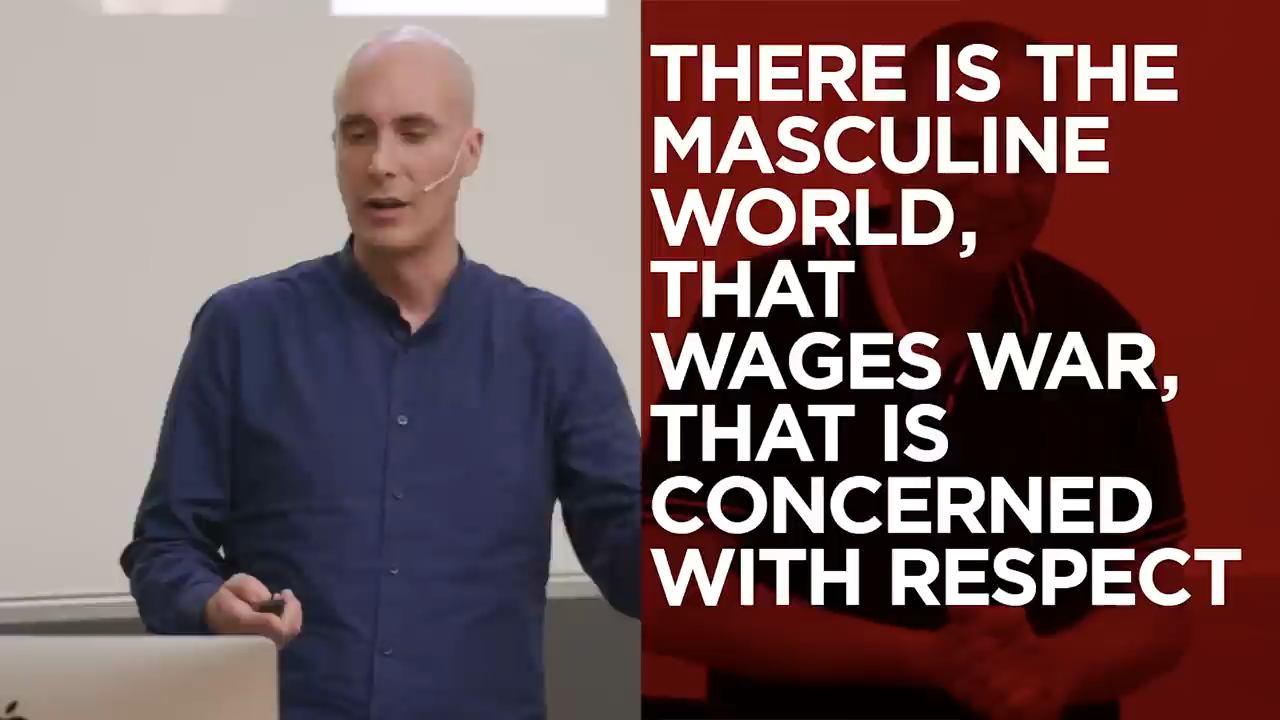 THERE IS THE
MASCULINE
WORLD,
THAT
WAGES WAR,
THAT IS
CONCERNED
WITH RESPECT